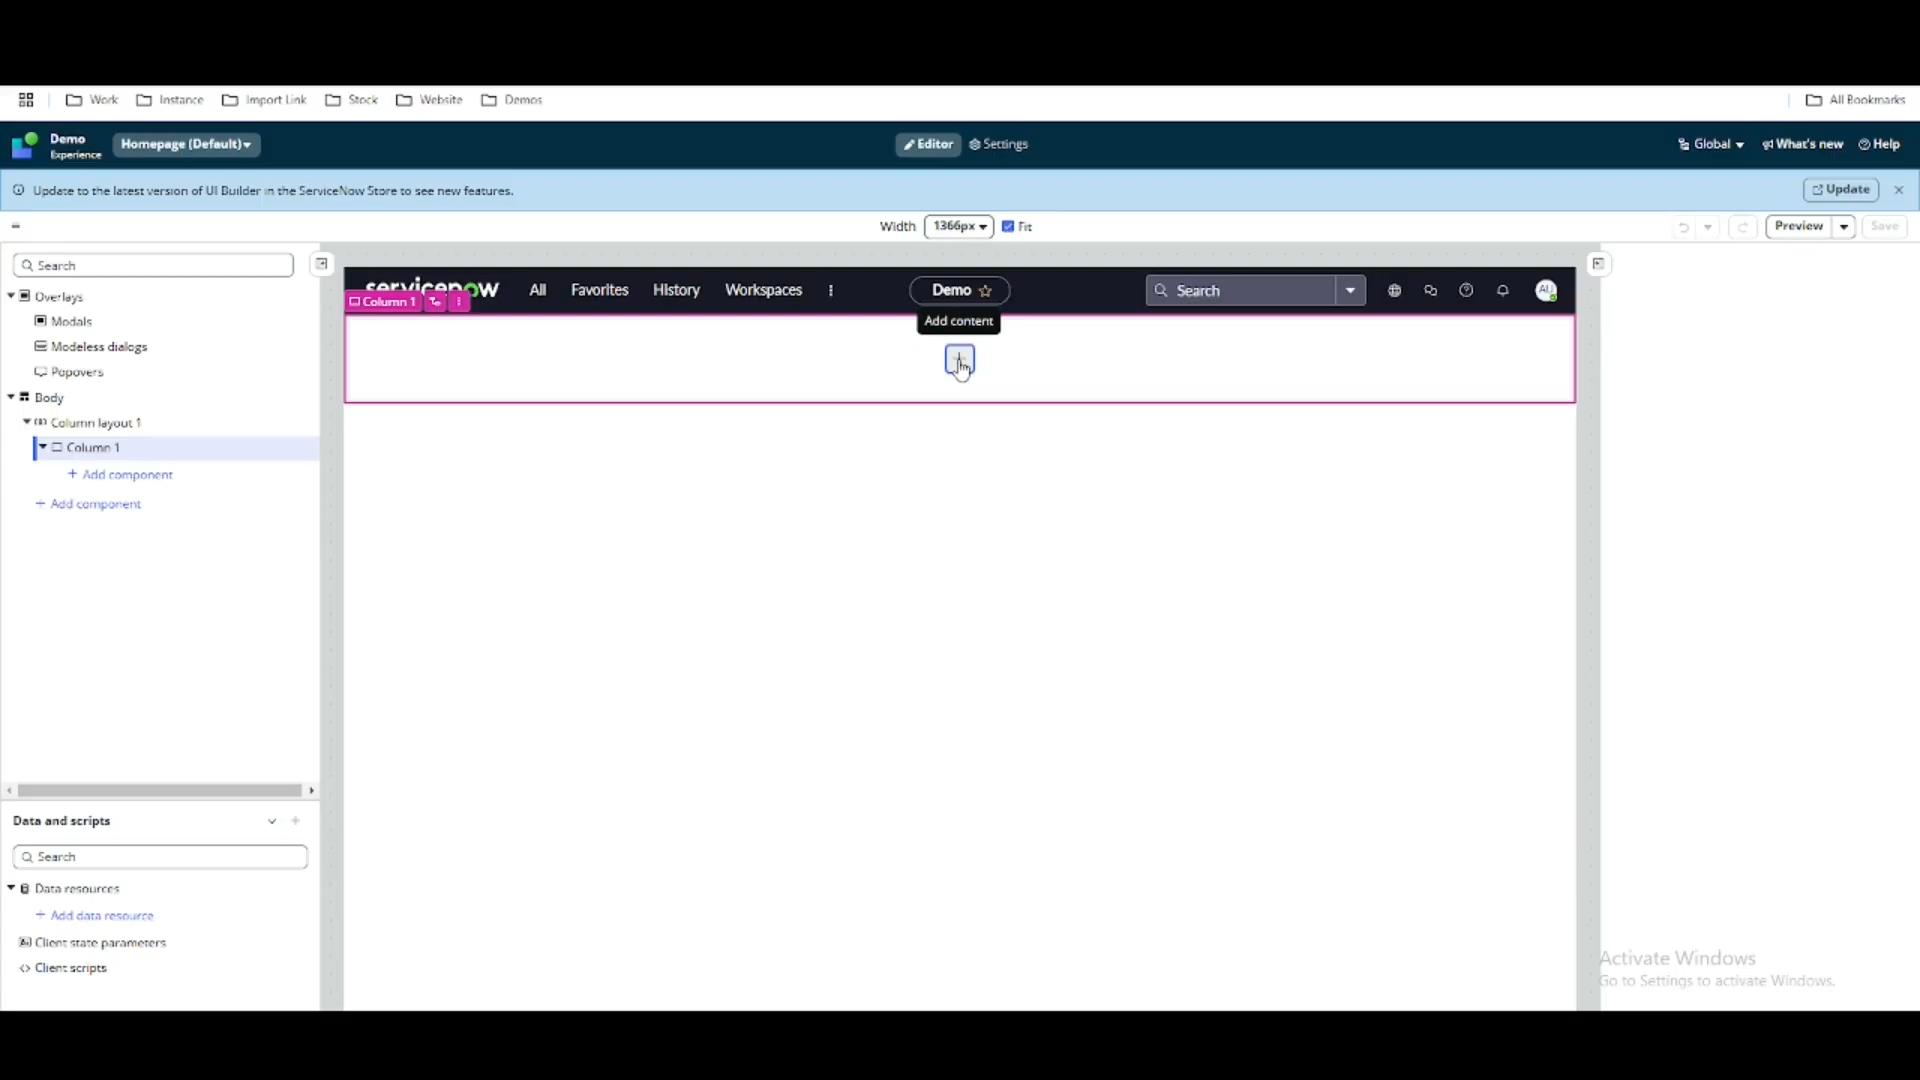 Work Instance Import Link Stock Website Demos All Bookmarks
Demo
Experience
Homepage (Default) Editor Settings Global What's new Help
Update to the latest version of UI Builder in the ServiceNow Store to see new features. Update
Width 1366px Fit Preview Save
Search
Overlays
Modals
Modeless dialogs
Popovers
Body
Column layout 1
Column 1
+ Add component
+ Add component
servicenow All Favorites History Workspaces Demo Search AU
Column 1
Add content
Data and scripts
Search
Data resources
+ Add data resource
Client state parameters
Client scripts
Activate Windows
Go to Settings to activate Windows.